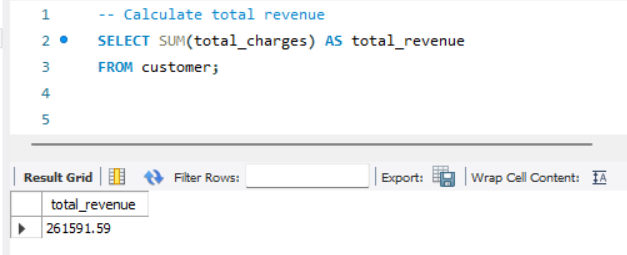 1 -- Calculate total revenue
2 SELECT SUM(total_charges) AS total_revenue
3 FROM customer;
4
5
Result Grid Filter Rows: Export: Wrap Cell Content: IA
total_revenue
261591.59